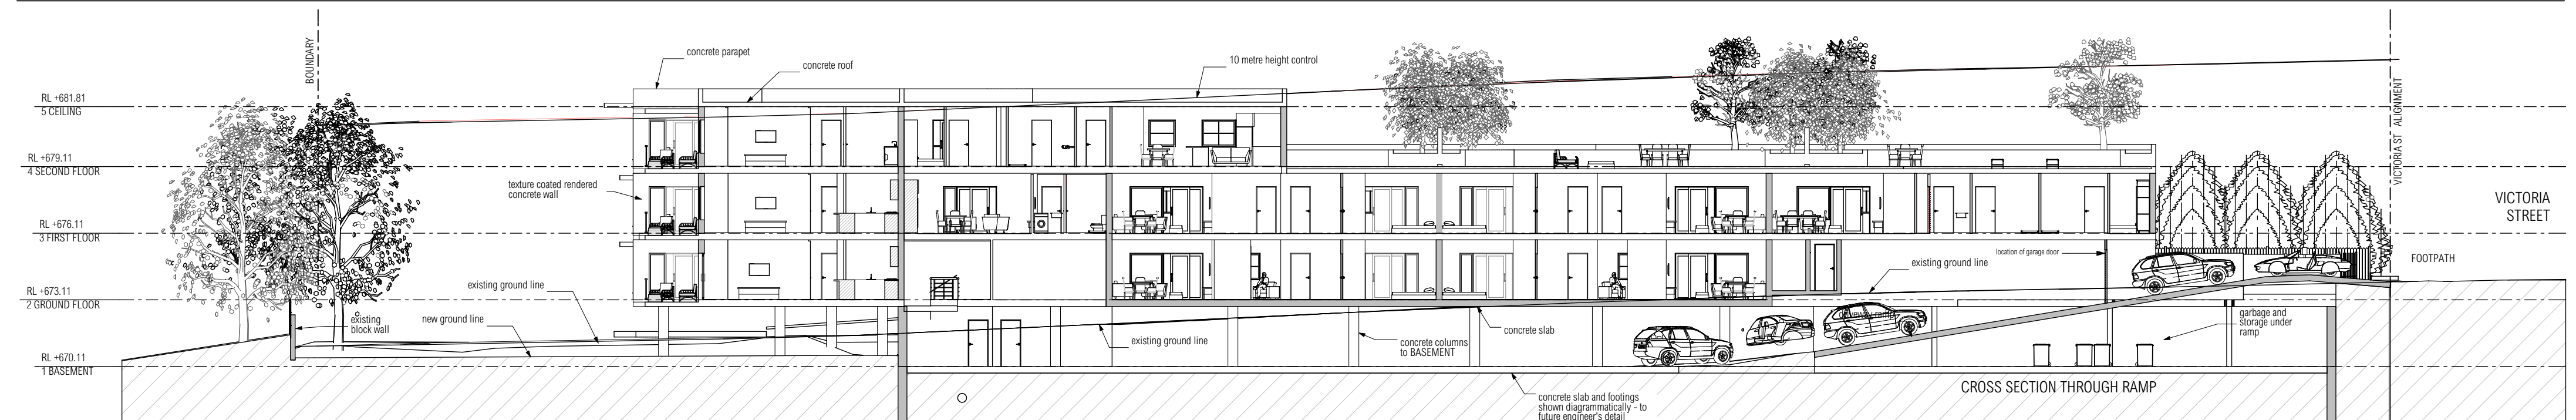 BOUNDARY
concrete parapet
concrete roof
10 metre height control
RL +681.81
5 CEILING
RL +679.11
4 SECOND FLOOR
texture coated rendered
concrete wall
RL +676.11
3 FIRST FLOOR
RL +673.11
2 GROUND FLOOR
existing ground line
new ground line
existing
block wall
RL +670.11
1 BASEMENT
existing ground line
concrete columns
to BASEMENT
concrete slab
concrete slab and footings
shown diagrammatically - to
future engineer's detail
driveway ramp
existing ground line
location of garage door
garbage and
storage under
ramp
CROSS SECTION THROUGH RAMP
VICTORIA ST ALIGNMENT
VICTORIA
STREET
FOOTPATH